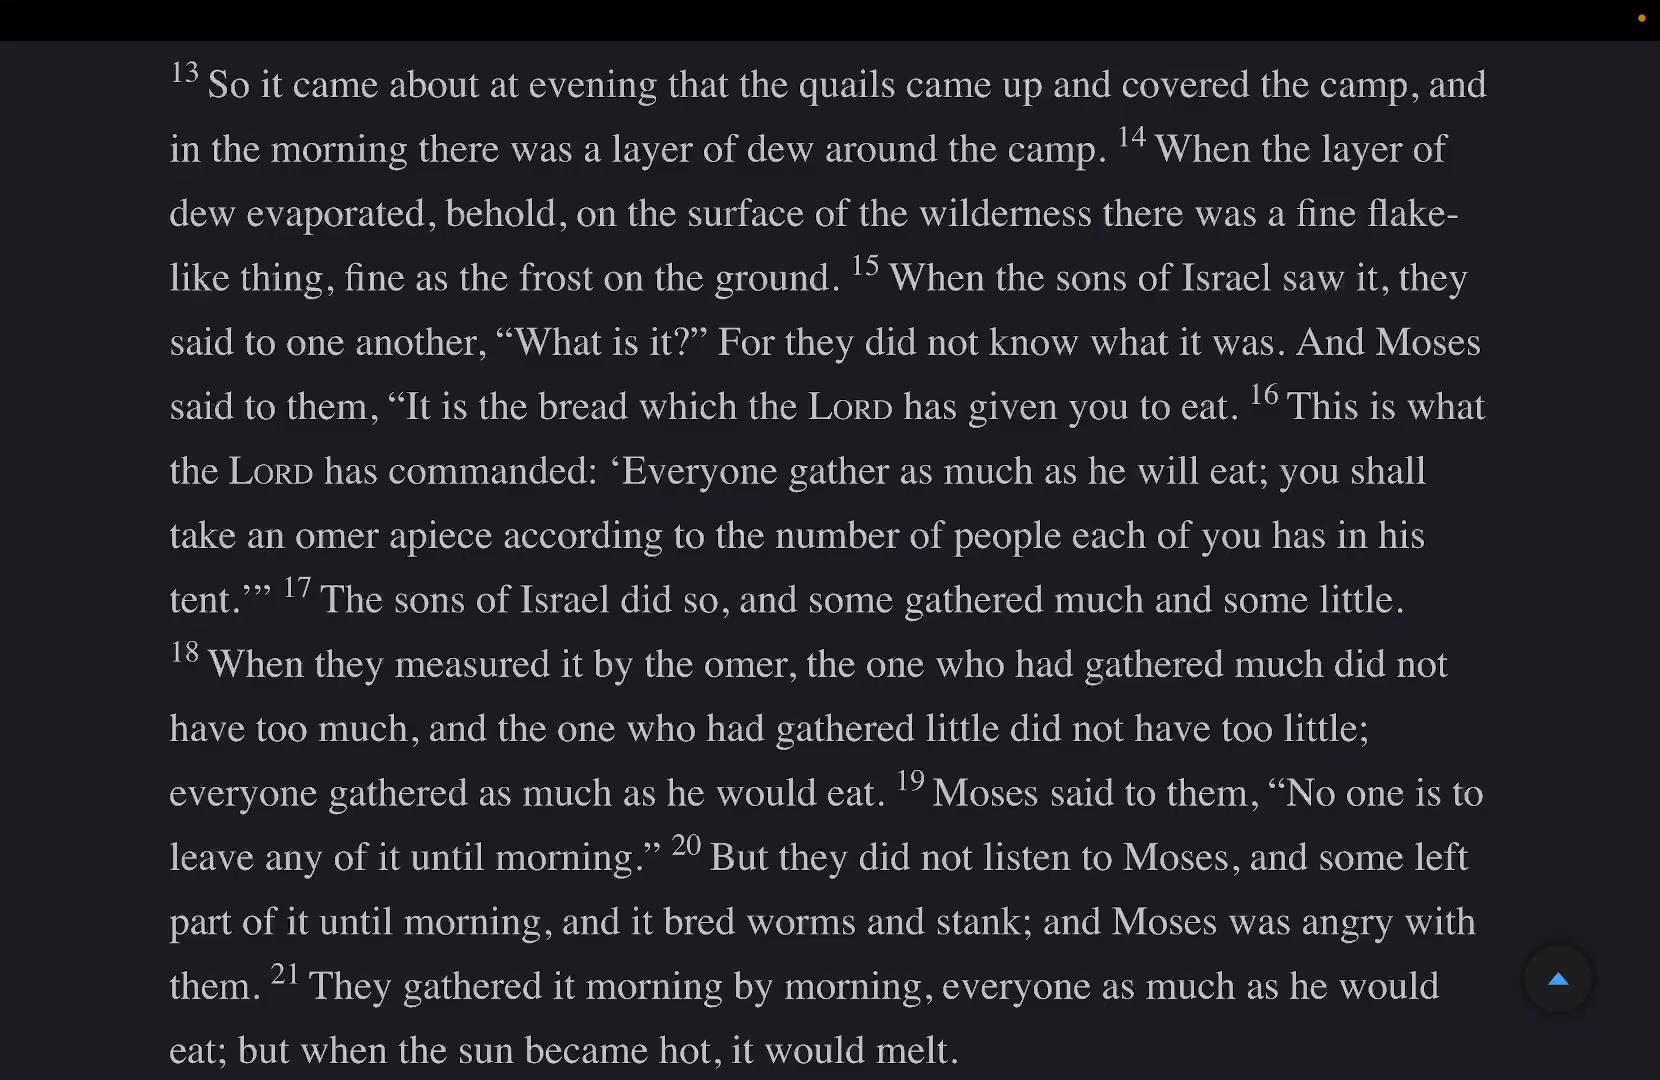 13 So it came about at evening that the quails came up and covered the camp, and
in the morning there was a layer of dew around the camp. 14 When the layer of
dew evaporated, behold, on the surface of the wilderness there was a fine flake-
like thing, fine as the frost on the ground. 15 When the sons of Israel saw it, they
said to one another, “What is it?” For they did not know what it was. And Moses
said to them, “It is the bread which the LORD has given you to eat. 16 This is what
the LORD has commanded: ‘Everyone gather as much as he will eat; you shall
take an omer apiece according to the number of people each of you has in his
tent.’” 17 The sons of Israel did so, and some gathered much and some little.
18 When they measured it by the omer, the one who had gathered much did not
have too much, and the one who had gathered little did not have too little;
everyone gathered as much as he would eat. 19 Moses said to them, “No one is to
leave any of it until morning.” 20 But they did not listen to Moses, and some left
part of it until morning, and it bred worms and stank; and Moses was angry with
them. 21 They gathered it morning by morning, everyone as much as he would
eat; but when the sun became hot, it would melt.